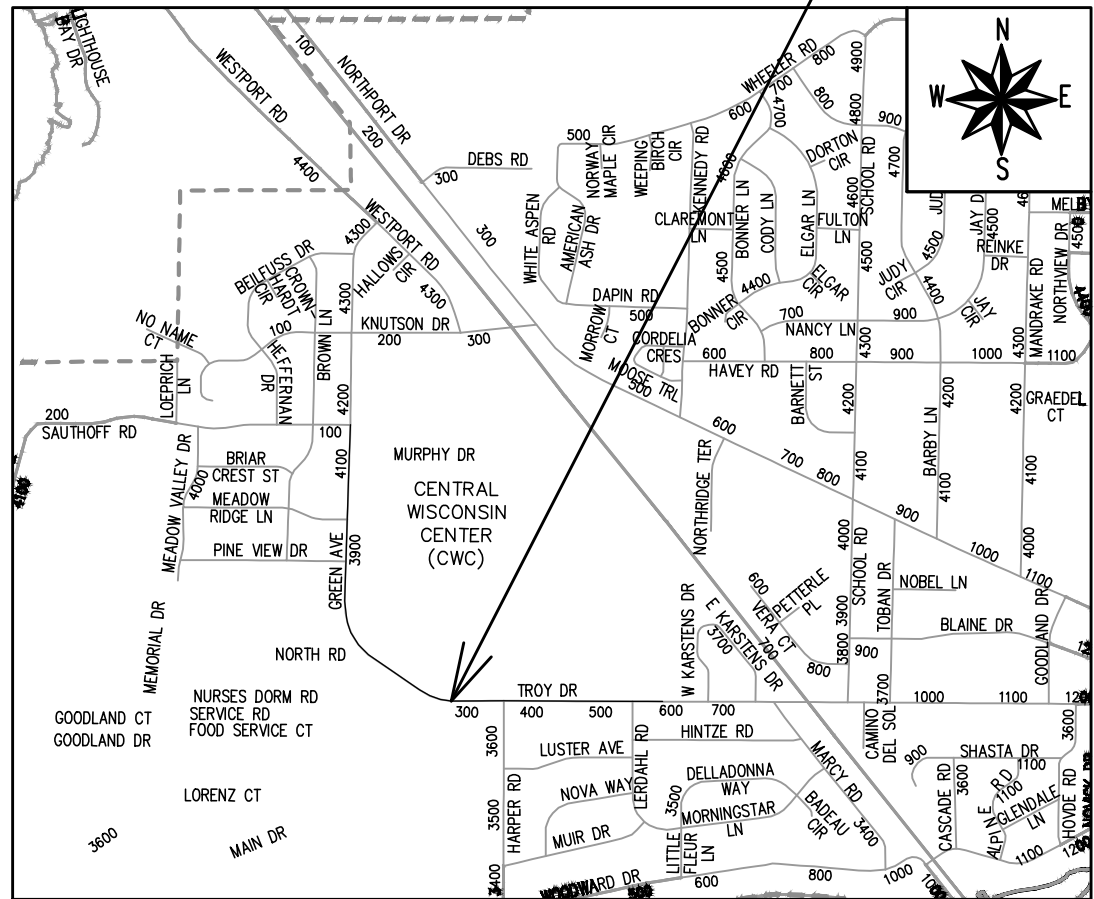 LIGHTHOUSE
BAY DR
100
NORTHPORT DR
WESTPORT RD
200
4400
300
DEBS RD
300
WESTPORT RD
4300
HALLOWS
CIR
4300
BEILFUSS DR
CROWN-
HARDT
CIR
4300
BROWN LN
KNUTSON DR
200
300
100
NO NAME
CT
HEFFERNAN
DR
LOEPRICH
LN
4200
200
SAUTHOFF RD
100
4100
4100
BRIAR
CREST ST
4000
MEADOW
RIDGE LN
MEADOW VALLEY DR
PINE VIEW DR
3900
GREEN AVE
MURPHY DR
CENTRAL
WISCONSIN
CENTER
(CWC)
MEMORIAL DR
NORTH RD
NURSES DORM RD
SERVICE RD
FOOD SERVICE CT
GOODLAND CT
GOODLAND DR
LORENZ CT
3600
MAIN DR
N
W
E
S
WHEELER RD
800
4900
700
600
4700
800
4800
900
500
NORWAY
MAPLE CIR
WEEPING
BIRCH
CIR
KENNEDY RD
4600
DORTON
CIR
4600
SCHOOL RD
4700
WHITE ASPEN
RD
AMERICAN
ASH DR
CLAREMONT
LN
BONNER LN
CODY LN
ELGAR LN
FULTON
LN
4500
4500
4400
ELGAR
CIR
JUDY
CIR
JUD
4500
4400
JAY D
4500
REINKE
DR
JAY
CIR
46
MANDRAKE RD
NORTHVIEW DR
4500
DAPIN RD
500
MORROW
CT
BONNER
CIR
700
NANCY LN
900
4300
4300
CORDELIA
CRES
600
800
900
1000
1100
HAVEY RD
MOOSE TRL
500
BARNETT
ST
4200
4200
4200
GRAEDEL
CT
BARBY LN
600
700
800
4100
4100
4100
NORTHRIDGE TER
900
4000
1000
4000
1100
SCHOOL RD
TOBAN DR
NOBEL LN
600
PETTERLE
PL
VERA CT
3900
BLAINE DR
GOODLAND DR
W KARSTENS DR
E KARSTENS DR
3700
700
800
3800
900
3700
TROY DR
300
400
500
600
700
1000
1100
3600
LUSTER AVE
LERDAHL RD
HINTZE RD
MARCY RD
CAMINO
DEL SOL
900
SHASTA DR
1100
3600
HARPER RD
3500
NOVA WAY
3500
DELLADONNA
WAY
MORNINGSTAR
LN
BADEAU
CIR
3400
CASCADE RD
3600
ALPINE RD
1100
GLENDALE
LN
HOVDE RD
MUIR DR
LITTLE
FLEUR
LN
3400
WOODWARD DR
500
600
800
1000
1100